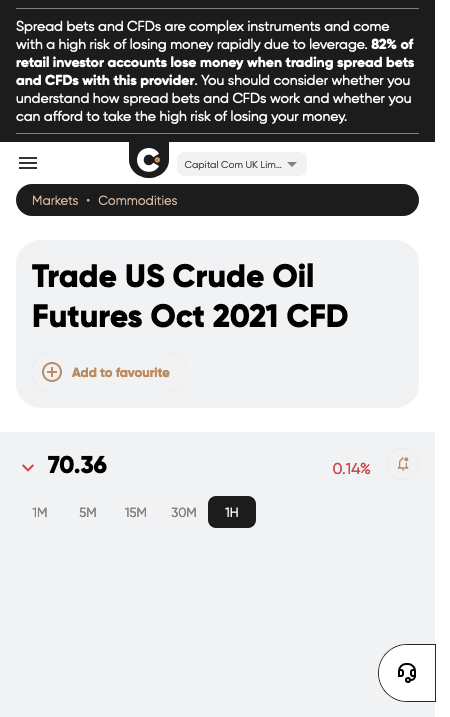 Spread bets and CFDs are complex instruments and come
with a high risk of losing money rapidly due to leverage. 82% of
retail investor accounts lose money when trading spread bets
and CFDs with this provider. You should consider whether you
understand how spread bets and CFDs work and whether you
can afford to take the high risk of losing your money.
Capital Com UK Lim...
Markets • Commodities
Trade US Crude Oil
Futures Oct 2021 CFD
Add to favourite
70.36 0.14%
1M 5M 15M 30M 1H